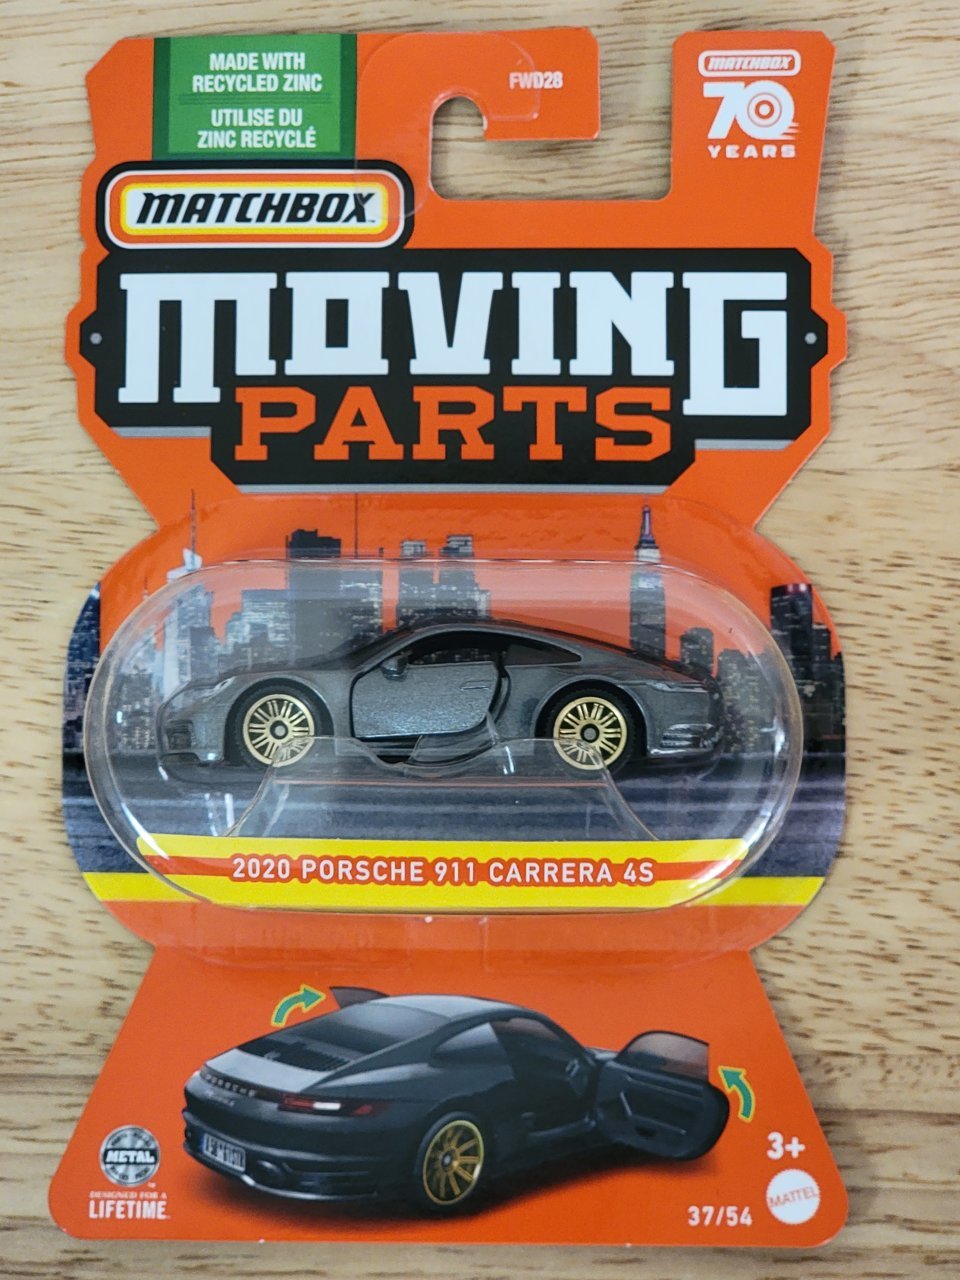 MADE WITH
RECYCLED ZINC
UTILISE DU
ZINC RECYCLÉ
FWD28
MATCHBOX
70
YEARS
MATCHBOX
MOVING
PARTS
2020 PORSCHE 911 CARRERA 4S
PORSCHE
METAL
DESIGNED FOR A
LIFETIME
3+
MATTEL
37/54